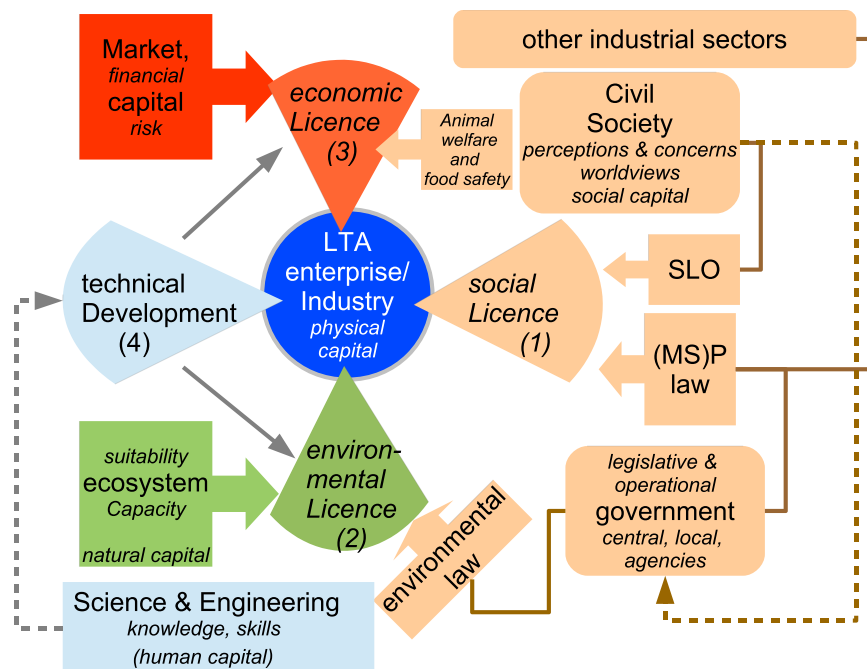 Market,
financial
capital
risk
economic
Licence
(3)
other industrial sectors
Animal
welfare
and
food safety
Civil
Society
perceptions & concerns
worldviews
social capital
technical
Development
(4)
LTA
enterprise/
Industry
physical
capital
social
Licence
(1)
SLO
(MS)P
law
suitability
ecosystem
Capacity
natural capital
environ-
mental
Licence
(2)
environmental
law
legislative &
operational
government
central, local,
agencies
Science & Engineering
knowledge, skills
(human capital)